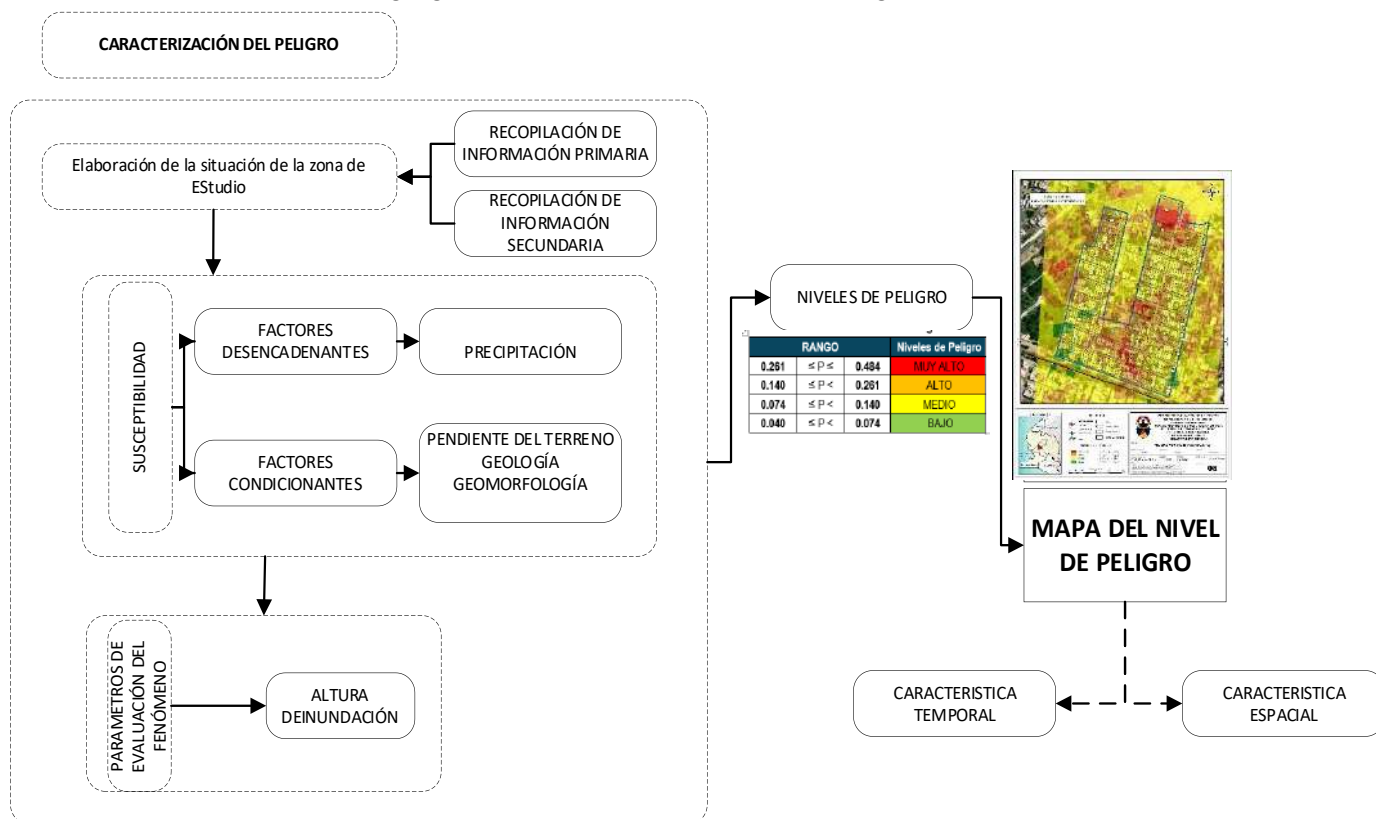 CARACTERIZACIÓN DEL PELIGRO
Elaboración de la situación de la zona de
EStudio
RECOPILACIÓN DE
INFORMACIÓN PRIMARIA
RECOPILACIÓN DE
INFORMACIÓN
SECUNDARIA
SUSCEPTIBILIDAD
FACTORES
DESENCADENANTES
PRECIPITACIÓN
FACTORES
CONDICIONANTES
PENDIENTE DEL TERRENO
GEOLOGÍA
GEOMORFOLOGÍA
PARAMETROS DE
EVALUACIÓN DEL
FENÓMENO
ALTURA
DEINUNDACIÓN
NIVELES DE PELIGRO
RANGO Niveles de Peligro
0.261 ≤ P ≤ 0.484 MUY ALTO
0.140 ≤ P < 0.261 ALTO
0.074 ≤ P < 0.140 MEDIO
0.040 ≤ P < 0.074 BAJO
MAPA DEL NIVEL
DE PELIGRO
CARACTERISTICA
TEMPORAL
CARACTERISTICA
ESPACIAL